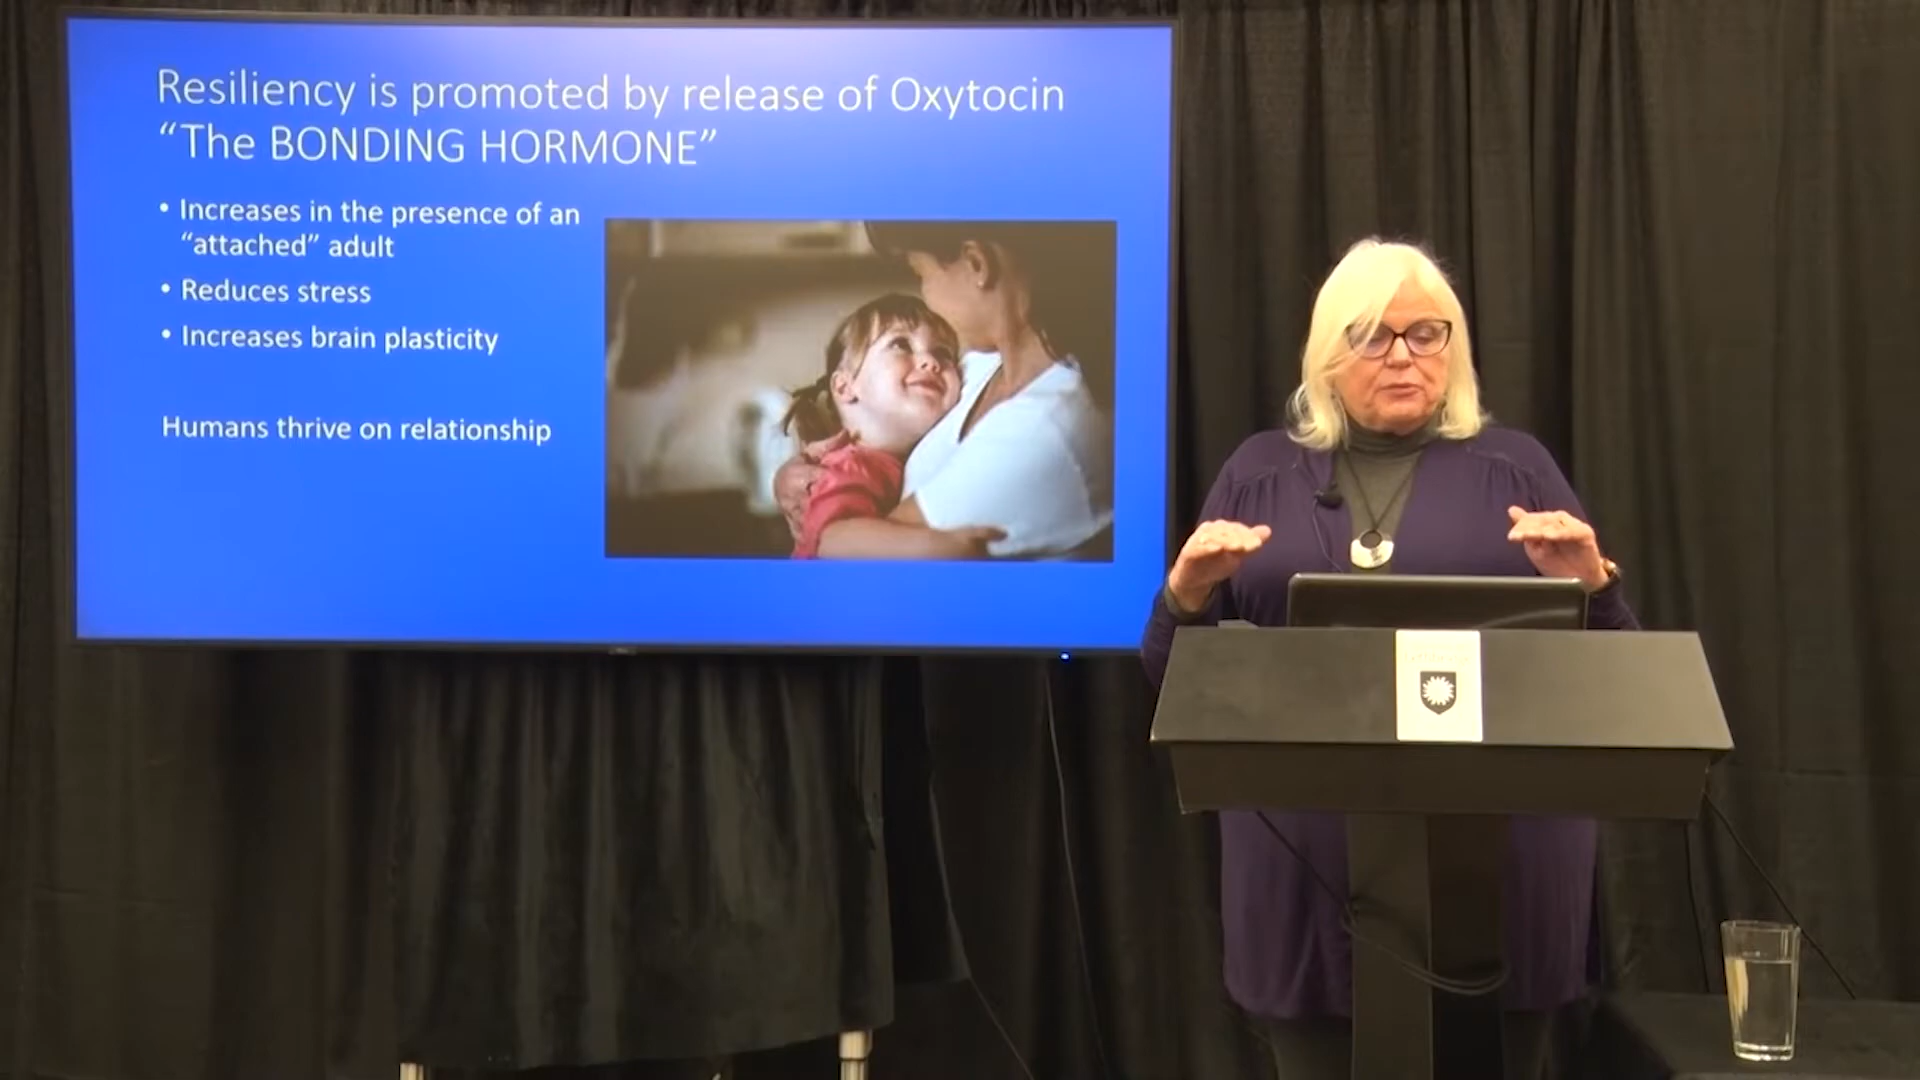 Resiliency is promoted by release of Oxytocin
“The BONDING HORMONE”
• Increases in the presence of an
“attached” adult
• Reduces stress
• Increases brain plasticity
Humans thrive on relationship